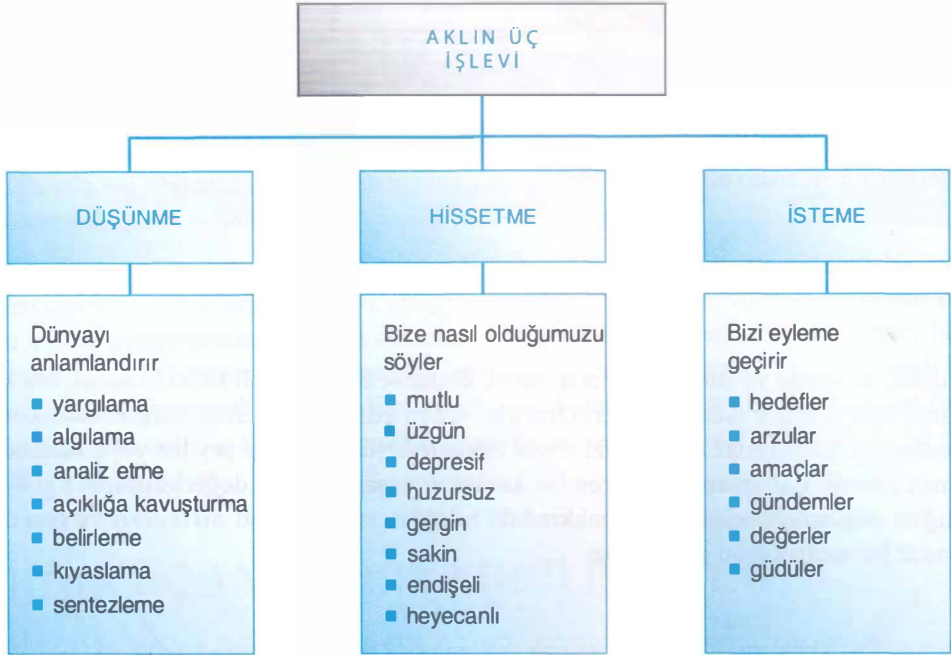 AKLIN ÜÇ
İŞLEVİ
DÜŞÜNME
Dünyayı
anlamlandırır
yargılama
algılama
analiz etme
açıklığa kavuşturma
belirleme
kıyaslama
sentezleme
HİSSETME
Bize nasıl olduğumuzu
söyler
mutlu
üzgün
depresif
huzursuz
gergin
sakin
endişeli
heyecanlı
İSTEME
Bizi eyleme
geçirir
hedefler
arzular
amaçlar
gündemler
değerler
güdüler